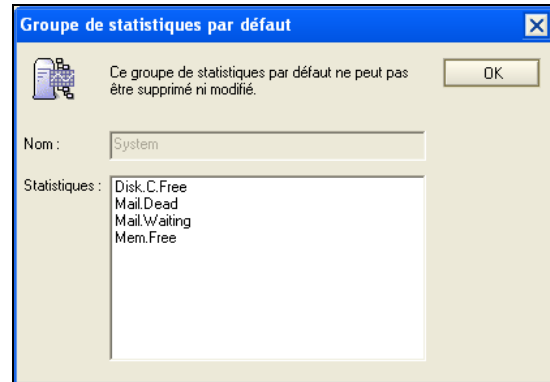 Groupe de statistiques par défaut
Ce groupe de statistiques par défaut ne peut pas
être supprimé ni modifié.
OK
Nom :
System
Statistiques :
Disk.C.Free
Mail.Dead
Mail.Waiting
Mem.Free